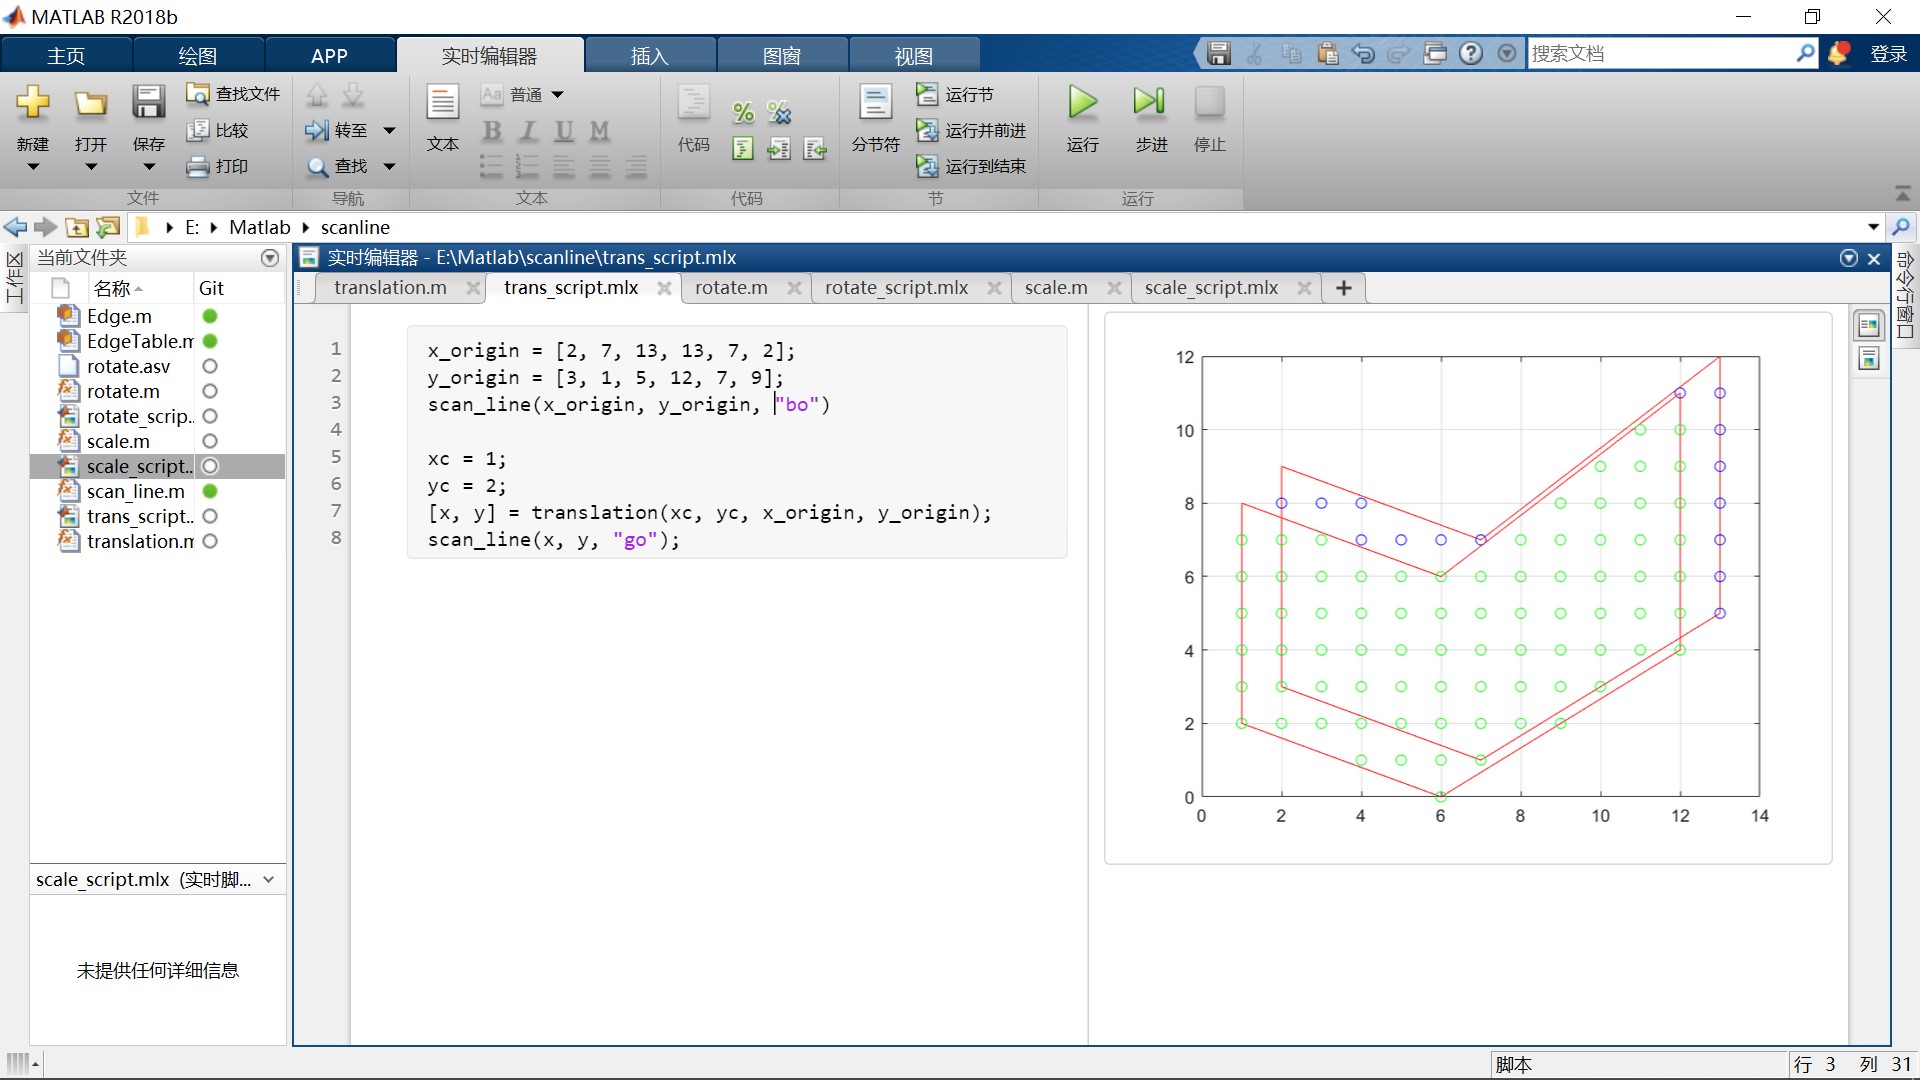 MATLAB R2018b
主页 绘图 APP 实时编辑器 插入 图窗 视图 搜索文档 登录
新建 打开 保存 查找文件 比较 打印 转至 查找 文本 Aa 普通 B I U M 代码 分节符 运行节 运行并前进 运行到结束 运行 步进 停止
文件 导航 文本 代码 节 运行
E: Matlab scanline
工作区
当前文件夹
名称 Git
Edge.m
EdgeTable.m
rotate.asv
rotate.m
rotate_scrip..
scale.m
scale_script..
scan_line.m
trans_script..
translation.m
scale_script.mlx (实时脚...
未提供任何详细信息
实时编辑器 - E:\Matlab\scanline\trans_script.mlx
translation.m trans_script.mlx rotate.m rotate_script.mlx scale.m scale_script.mlx
1 x_origin = [2, 7, 13, 13, 7, 2];
2 y_origin = [3, 1, 5, 12, 7, 9];
3 scan_line(x_origin, y_origin, "bo")
4
5 xc = 1;
6 yc = 2;
7 [x, y] = translation(xc, yc, x_origin, y_origin);
8 scan_line(x, y, "go");
12
10
8
6
4
2
0
0 2 4 6 8 10 12 14
命令行窗口
脚本 行 3 列 31